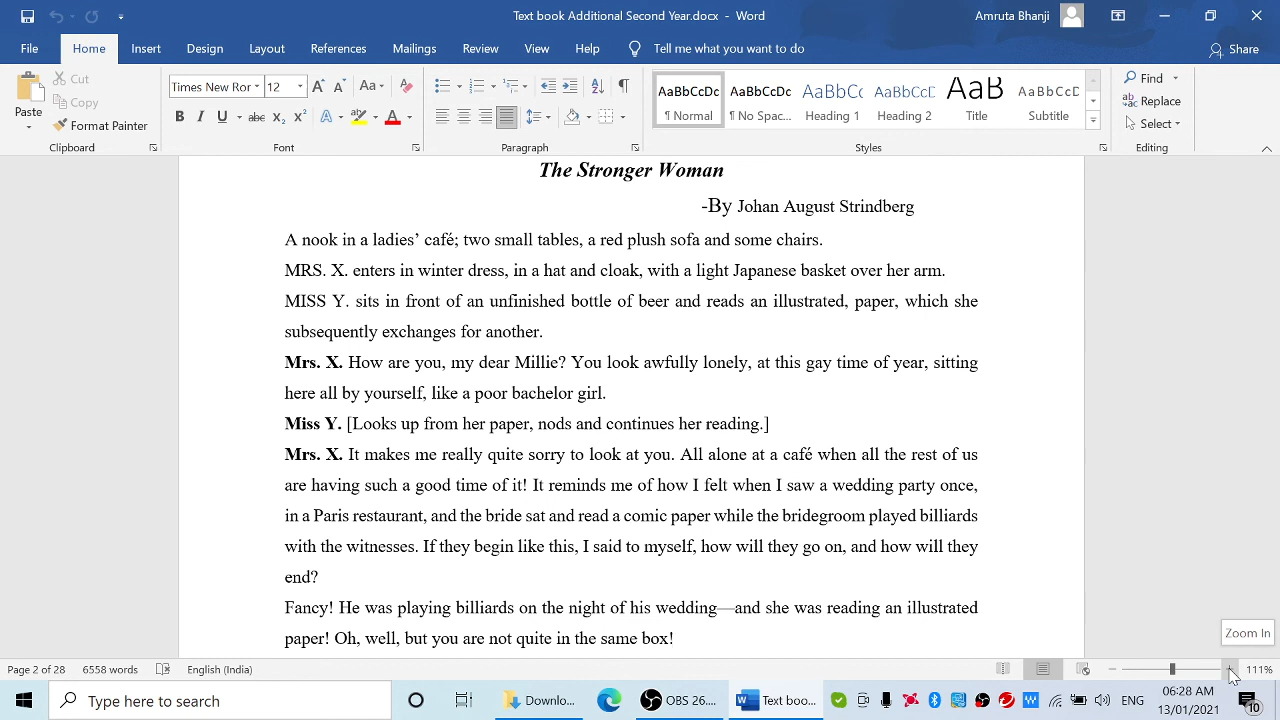 Text book Additional Second Year.docx - Word
Amruta Bhanji
File Home Insert Design Layout References Mailings Review View Help Tell me what you want to do Share
Paste
Cut
Copy
Format Painter
Clipboard
Times New Ror 12
Font
Paragraph
AaBbCcDc AaBbCcDc AaBbCc AaBbCcD AaB AaBbCcD
¶ Normal ¶ No Spac... Heading 1 Heading 2 Title Subtitle
Styles
Find
Replace
Select
Editing
The Stronger Woman
-By Johan August Strindberg
A nook in a ladies’ café; two small tables, a red plush sofa and some chairs.
MRS. X. enters in winter dress, in a hat and cloak, with a light Japanese basket over her arm.
MISS Y. sits in front of an unfinished bottle of beer and reads an illustrated, paper, which she
subsequently exchanges for another.
Mrs. X. How are you, my dear Millie? You look awfully lonely, at this gay time of year, sitting
here all by yourself, like a poor bachelor girl.
Miss Y. [Looks up from her paper, nods and continues her reading.]
Mrs. X. It makes me really quite sorry to look at you. All alone at a café when all the rest of us
are having such a good time of it! It reminds me of how I felt when I saw a wedding party once,
in a Paris restaurant, and the bride sat and read a comic paper while the bridegroom played billiards
with the witnesses. If they begin like this, I said to myself, how will they go on, and how will they
end?
Fancy! He was playing billiards on the night of his wedding—and she was reading an illustrated
paper! Oh, well, but you are not quite in the same box!
Zoom In
Page 2 of 28 6558 words English (India) 111%
Type here to search
Downlo...
OBS 26....
Text boo...
ENG
06:28 AM
13/01/2021
10